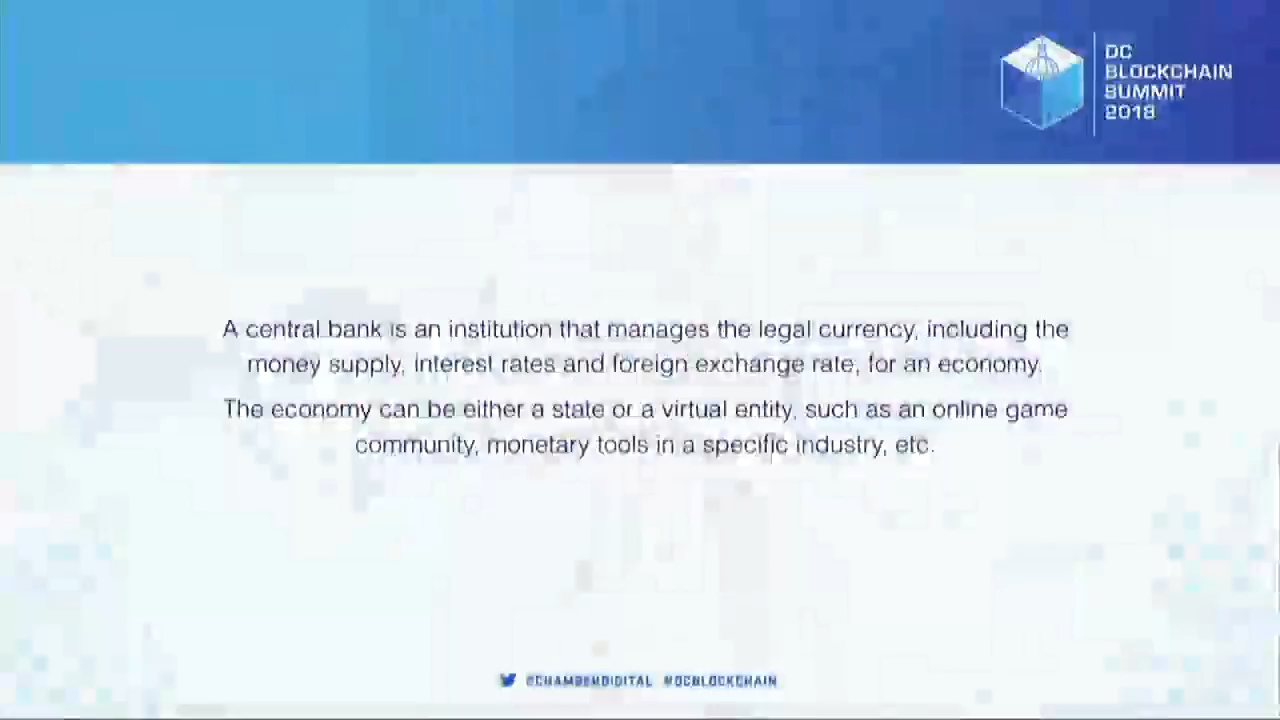 DC
BLOCKCHAIN
SUMMIT
2018
A central bank is an institution that manages the legal currency, including the
money supply, interest rates and foreign exchange rate, for an economy.
The economy can be either a state or a virtual entity, such as an online game
community, monetary tools in a specific industry, etc.
@CHAMBERDIGITAL #DCBLOCKCHAIN